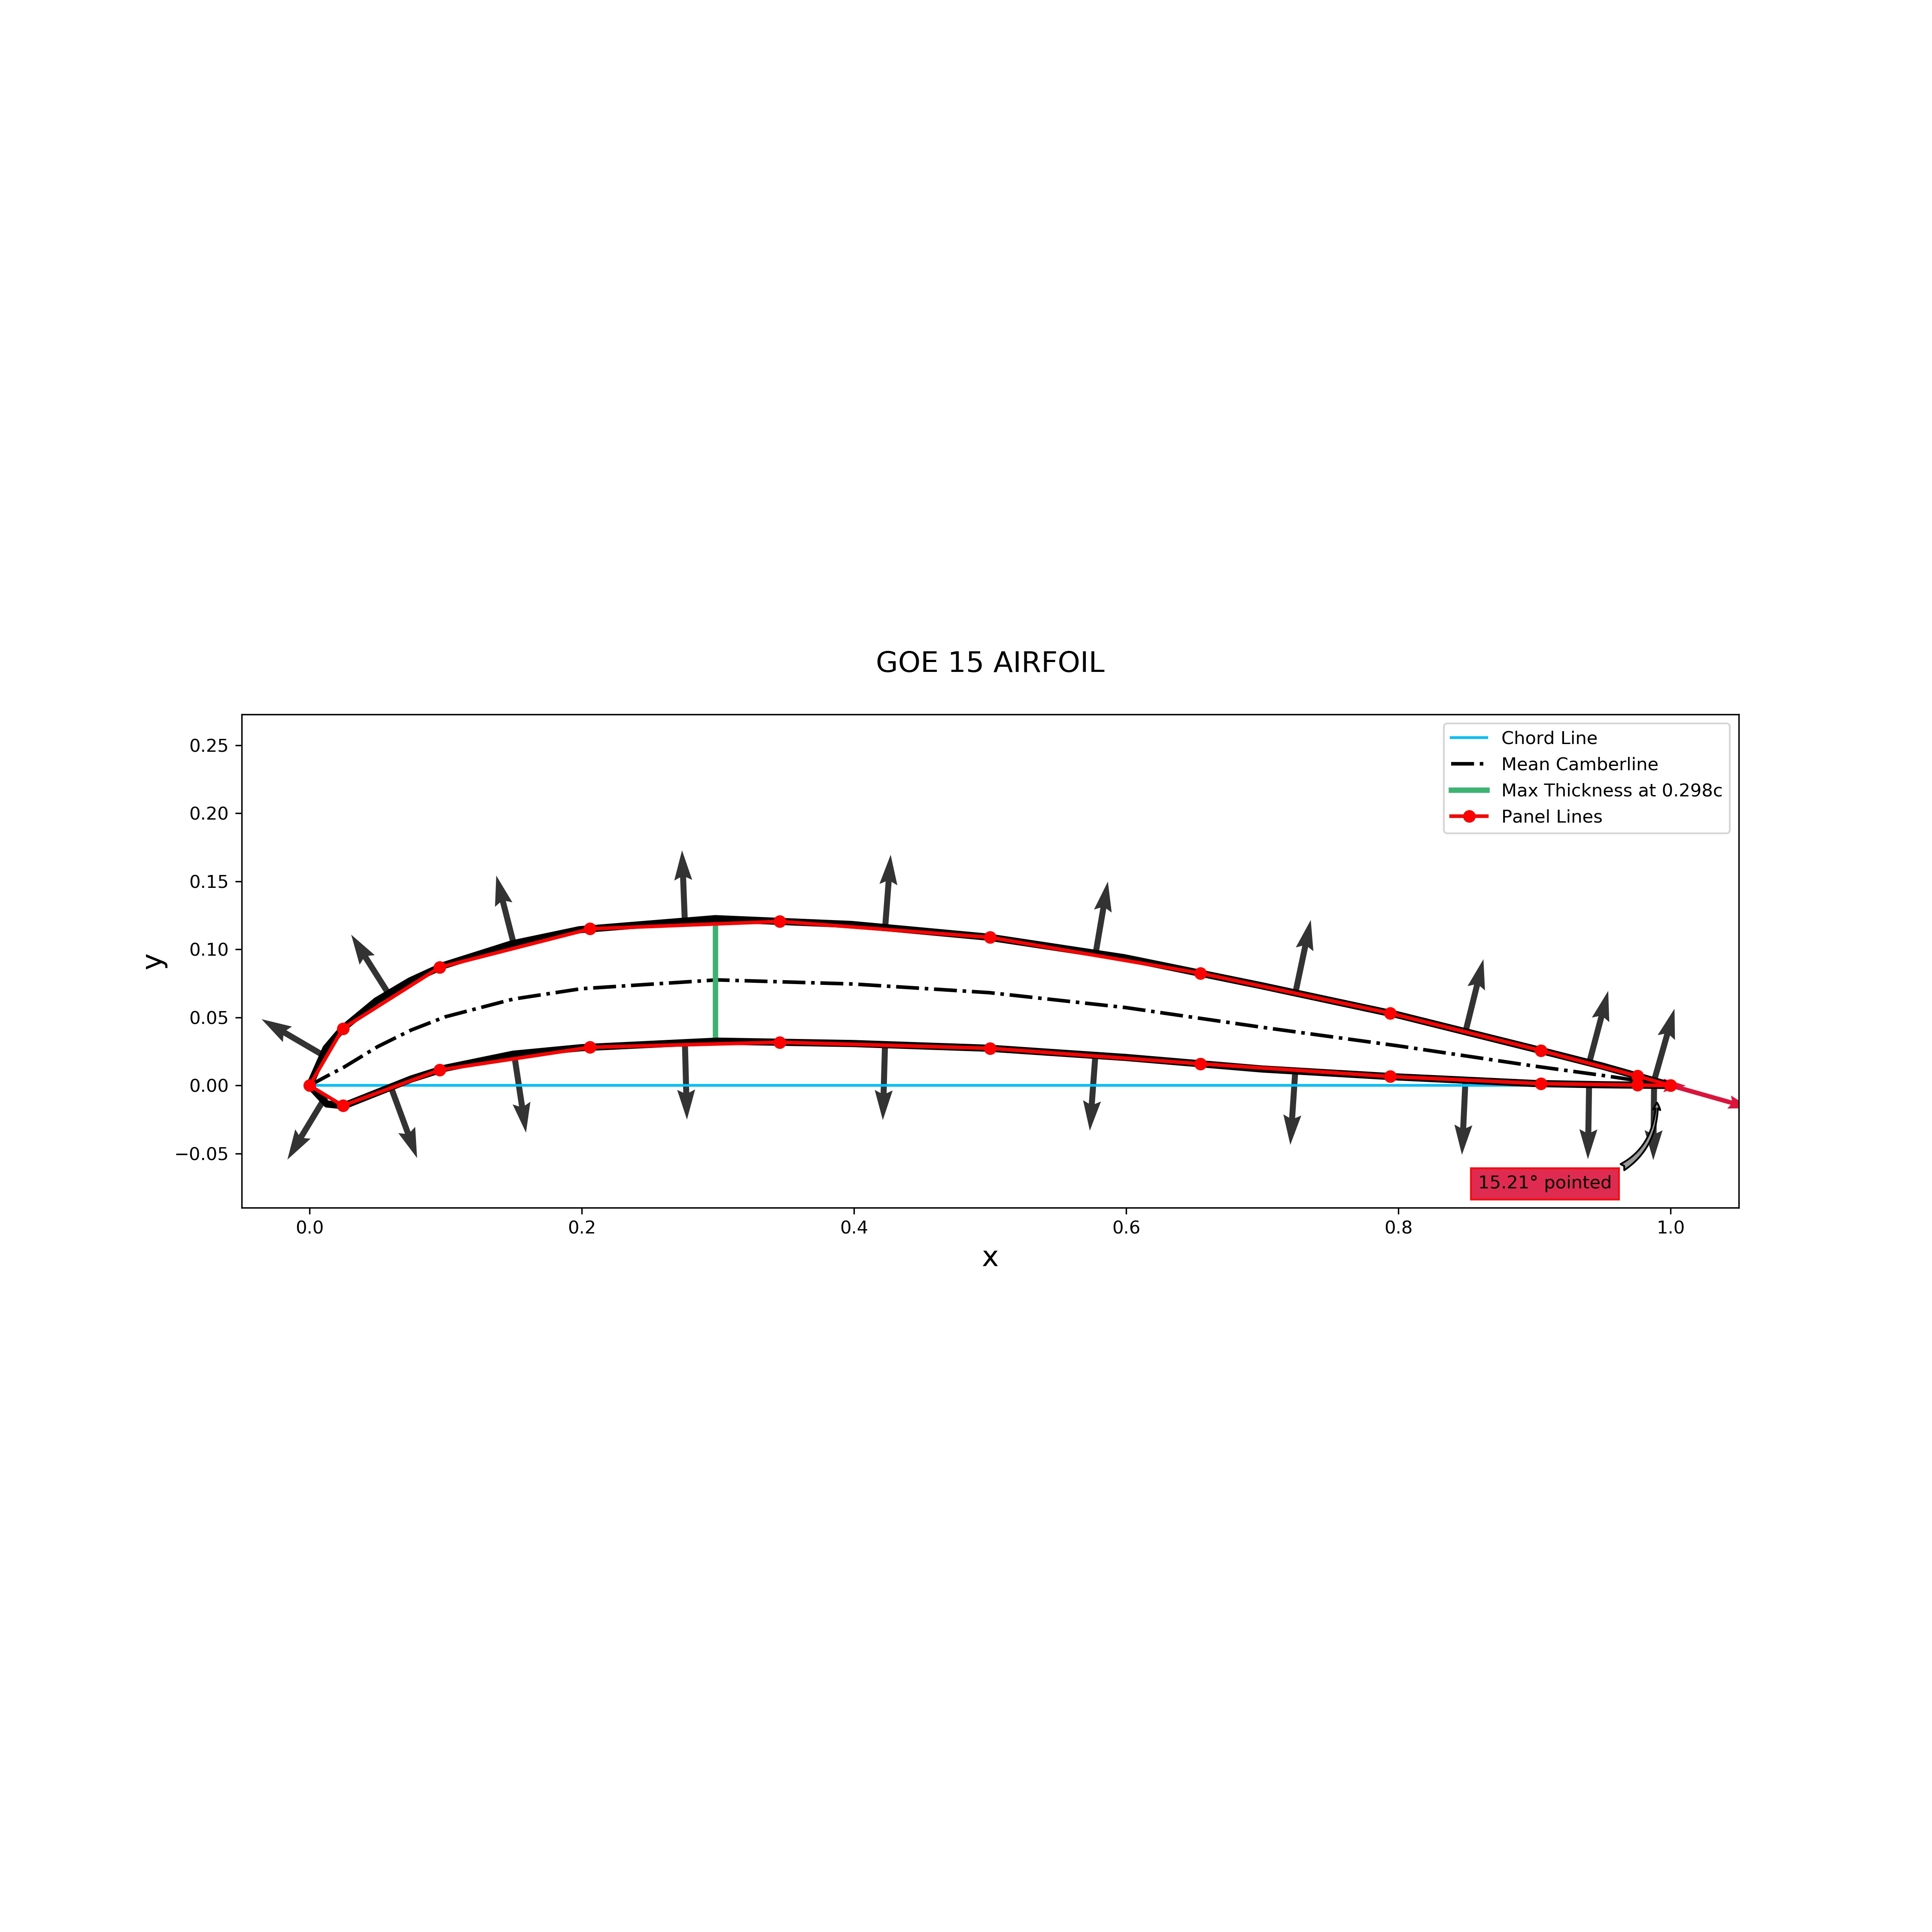 GOE 15 AIRFOIL
Chord Line
Mean Camberline
Max Thickness at 0.298c
Panel Lines
0.25
0.20
0.15
0.10
0.05
0.00
−0.05
y
15.21° pointed
0.0 0.2 0.4 0.6 0.8 1.0
x